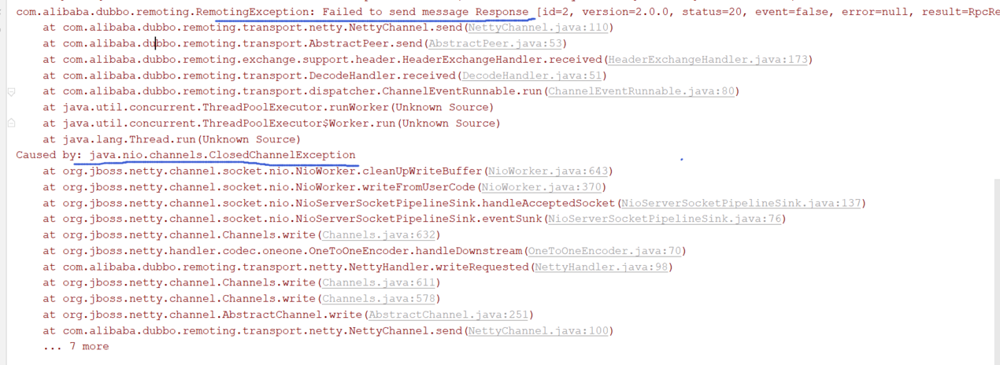 com.alibaba.dubbo.remoting.RemotingException: Failed to send message Response [id=2, version=2.0.0, status=20, event=false, error=null, result=RpcRe
at com.alibaba.dubbo.remoting.transport.netty.NettyChannel.send(NettyChannel.java:110)
at com.alibaba.dubbo.remoting.transport.AbstractPeer.send(AbstractPeer.java:53)
at com.alibaba.dubbo.remoting.exchange.support.header.HeaderExchangeHandler.received(HeaderExchangeHandler.java:173)
at com.alibaba.dubbo.remoting.transport.DecodeHandler.received(DecodeHandler.java:51)
at com.alibaba.dubbo.remoting.transport.dispatcher.ChannelEventRunnable.run(ChannelEventRunnable.java:80)
at java.util.concurrent.ThreadPoolExecutor.runWorker(Unknown Source)
at java.util.concurrent.ThreadPoolExecutor$Worker.run(Unknown Source)
at java.lang.Thread.run(Unknown Source)
Caused by: java.nio.channels.ClosedChannelException
at org.jboss.netty.channel.socket.nio.NioWorker.cleanUpWriteBuffer(NioWorker.java:643)
at org.jboss.netty.channel.socket.nio.NioWorker.writeFromUserCode(NioWorker.java:370)
at org.jboss.netty.channel.socket.nio.NioServerSocketPipelineSink.handleAcceptedSocket(NioServerSocketPipelineSink.java:137)
at org.jboss.netty.channel.socket.nio.NioServerSocketPipelineSink.eventSunk(NioServerSocketPipelineSink.java:76)
at org.jboss.netty.channel.Channels.write(Channels.java:632)
at org.jboss.netty.handler.codec.oneone.OneToOneEncoder.handleDownstream(OneToOneEncoder.java:70)
at com.alibaba.dubbo.remoting.transport.netty.NettyHandler.writeRequested(NettyHandler.java:98)
at org.jboss.netty.channel.Channels.write(Channels.java:611)
at org.jboss.netty.channel.Channels.write(Channels.java:578)
at org.jboss.netty.channel.AbstractChannel.write(AbstractChannel.java:251)
at com.alibaba.dubbo.remoting.transport.netty.NettyChannel.send(NettyChannel.java:100)
... 7 more